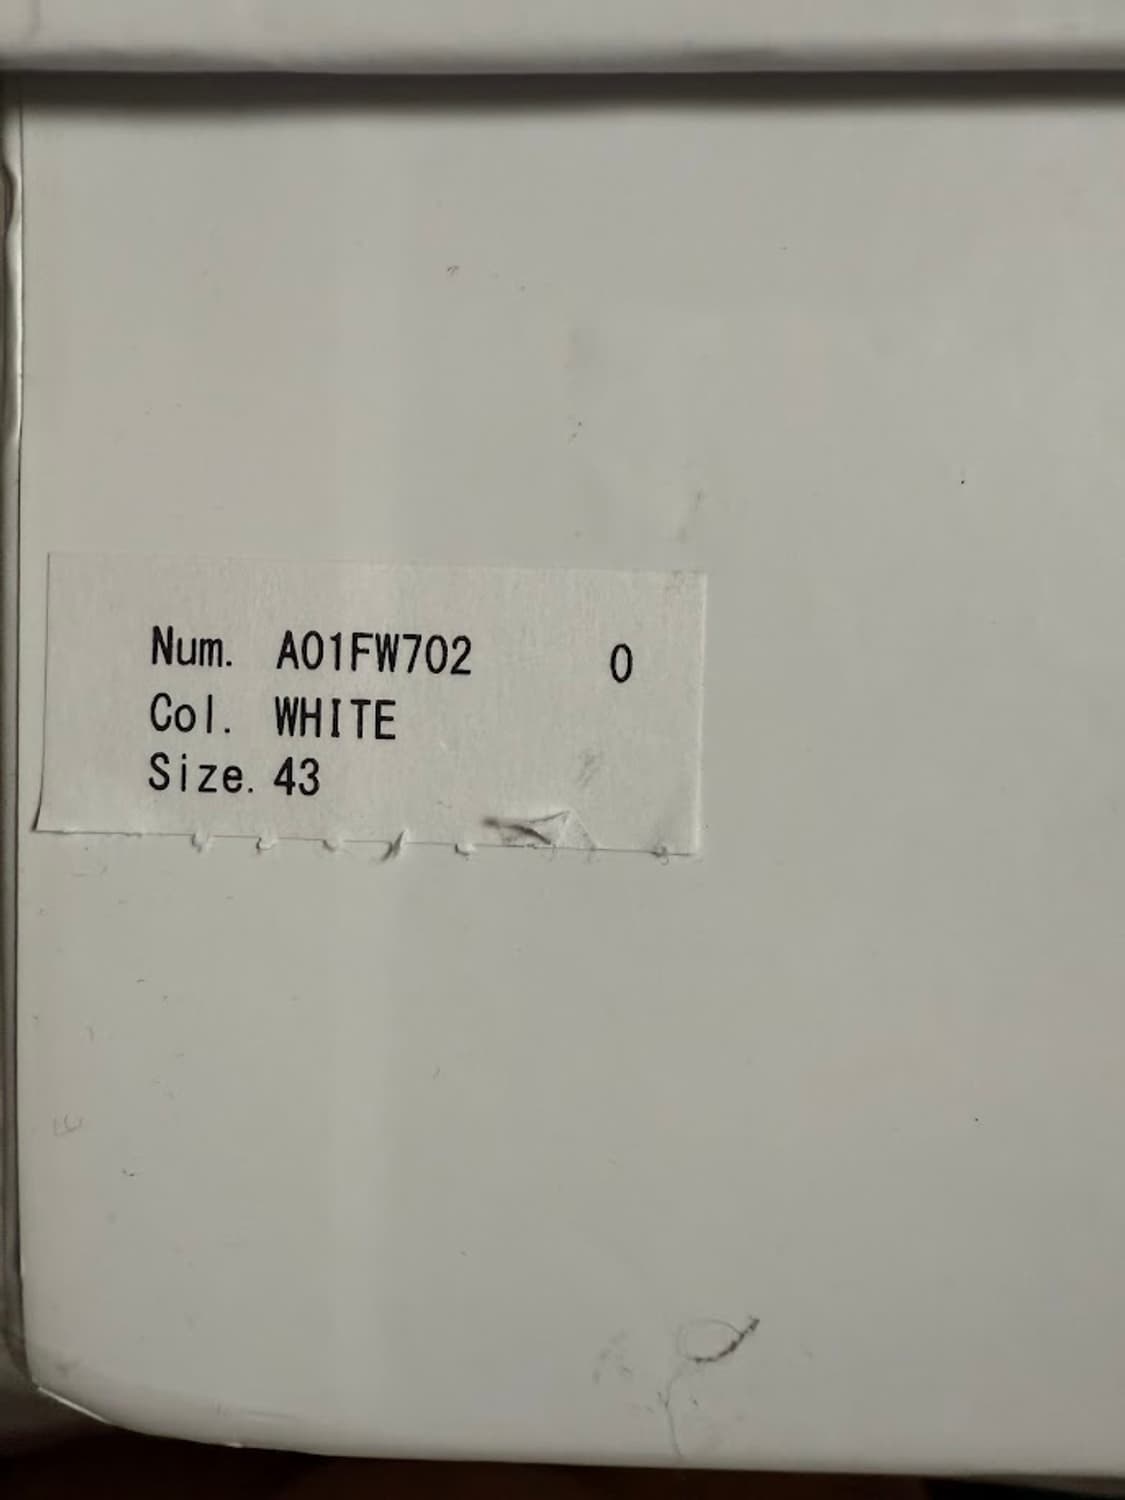 Num. A01FW702 0
Col. WHITE
Size. 43